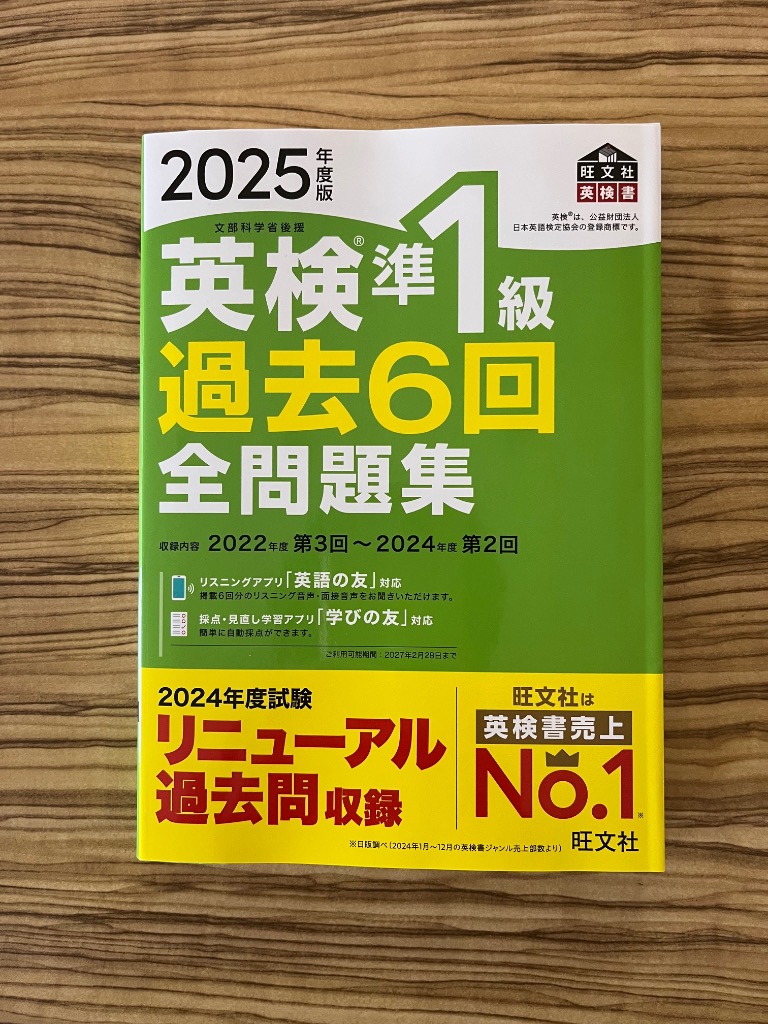 2025年度版
旺文社
英検書
英検®は、公益財団法人
日本英語検定協会の登録商標です。
文部科学省後援
英検®準1級
過去6回
全問題集
収録内容 2022年度 第3回〜2024年度 第2回
リスニングアプリ「英語の友」対応
掲載6回分のリスニング音声・面接音声をお聞きいただけます。
採点・見直し学習アプリ「学びの友」対応
簡単に自動採点ができます。
ご利用可能期間:2027年2月28日まで
2024年度試験
リニューアル
過去問収録
旺文社は
英検書売上
No.1※
※日販調べ(2024年1月〜12月の英検書ジャンル売上部数より)
旺文社